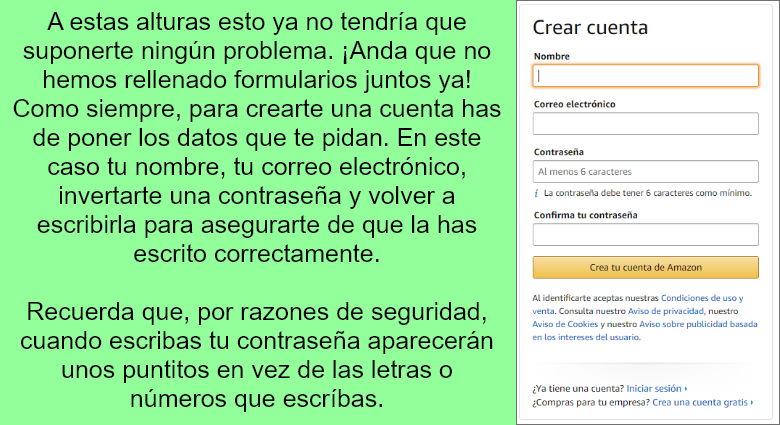 A estas alturas esto ya no tendría que
suponerte ningún problema. ¡Anda que no
hemos rellenado formularios juntos ya!
Como siempre, para crearte una cuenta has
de poner los datos que te pidan. En este
caso tu nombre, tu correo electrónico,
invertarte una contraseña y volver a
escribirla para asegurarte de que la has
escrito correctamente.
Recuerda que, por razones de seguridad,
cuando escribas tu contraseña aparecerán
unos puntitos en vez de las letras o
números que escríbas.
Crear cuenta
Nombre
Correo electrónico
Contraseña
Al menos 6 caracteres
i La contraseña debe tener 6 caracteres como mínimo.
Confirma tu contraseña
Crea tu cuenta de Amazon
Al identificarte aceptas nuestras Condiciones de uso y
venta. Consulta nuestro Aviso de privacidad, nuestro
Aviso de Cookies y nuestro Aviso sobre publicidad basada
en los intereses del usuario.
¿Ya tiene una cuenta? Iniciar sesión
¿Compras para tu empresa? Crea una cuenta gratis